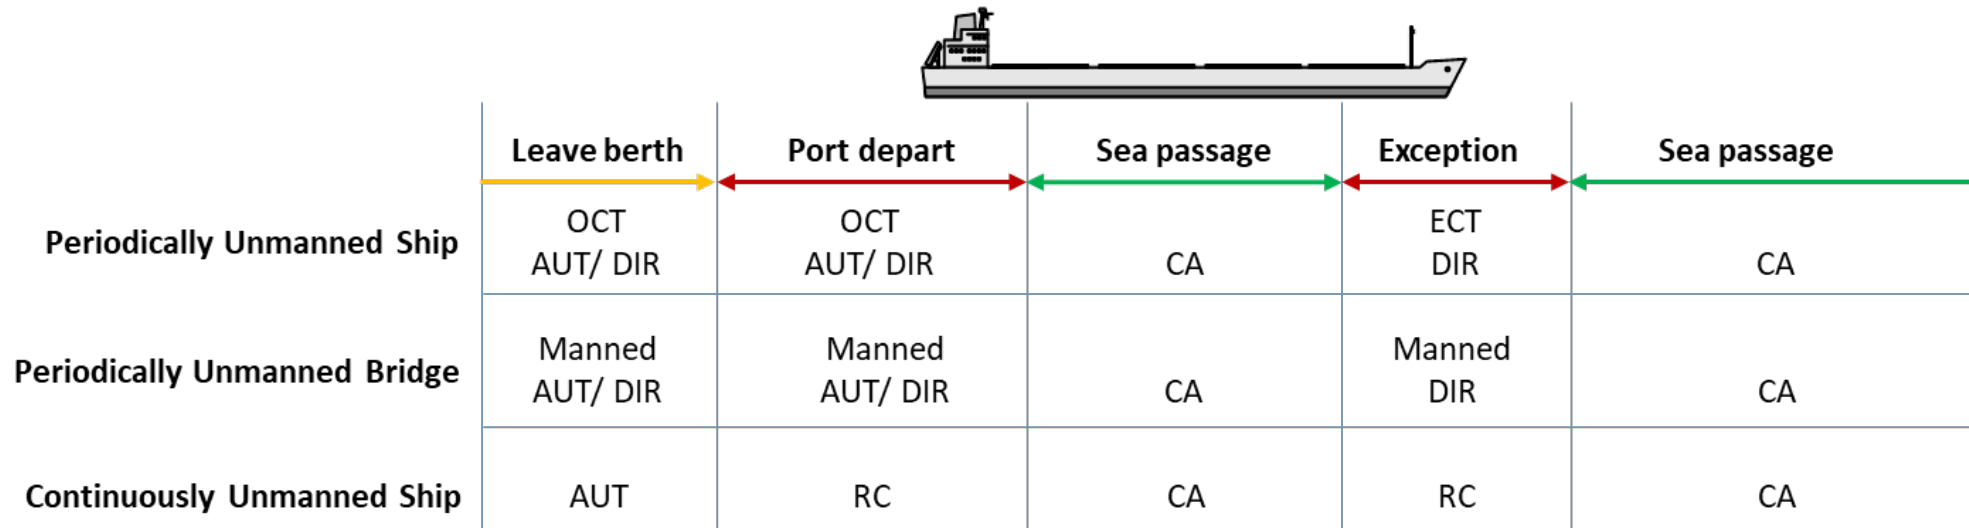 Leave berth Port depart Sea passage Exception Sea passage
OCT OCT ECT
Periodically Unmanned Ship
AUT/ DIR AUT/ DIR CA DIR CA
Manned Manned Manned
Periodically Unmanned Bridge
AUT/ DIR AUT/ DIR CA DIR CA
Continuously Unmanned Ship AUT RC CA RC CA